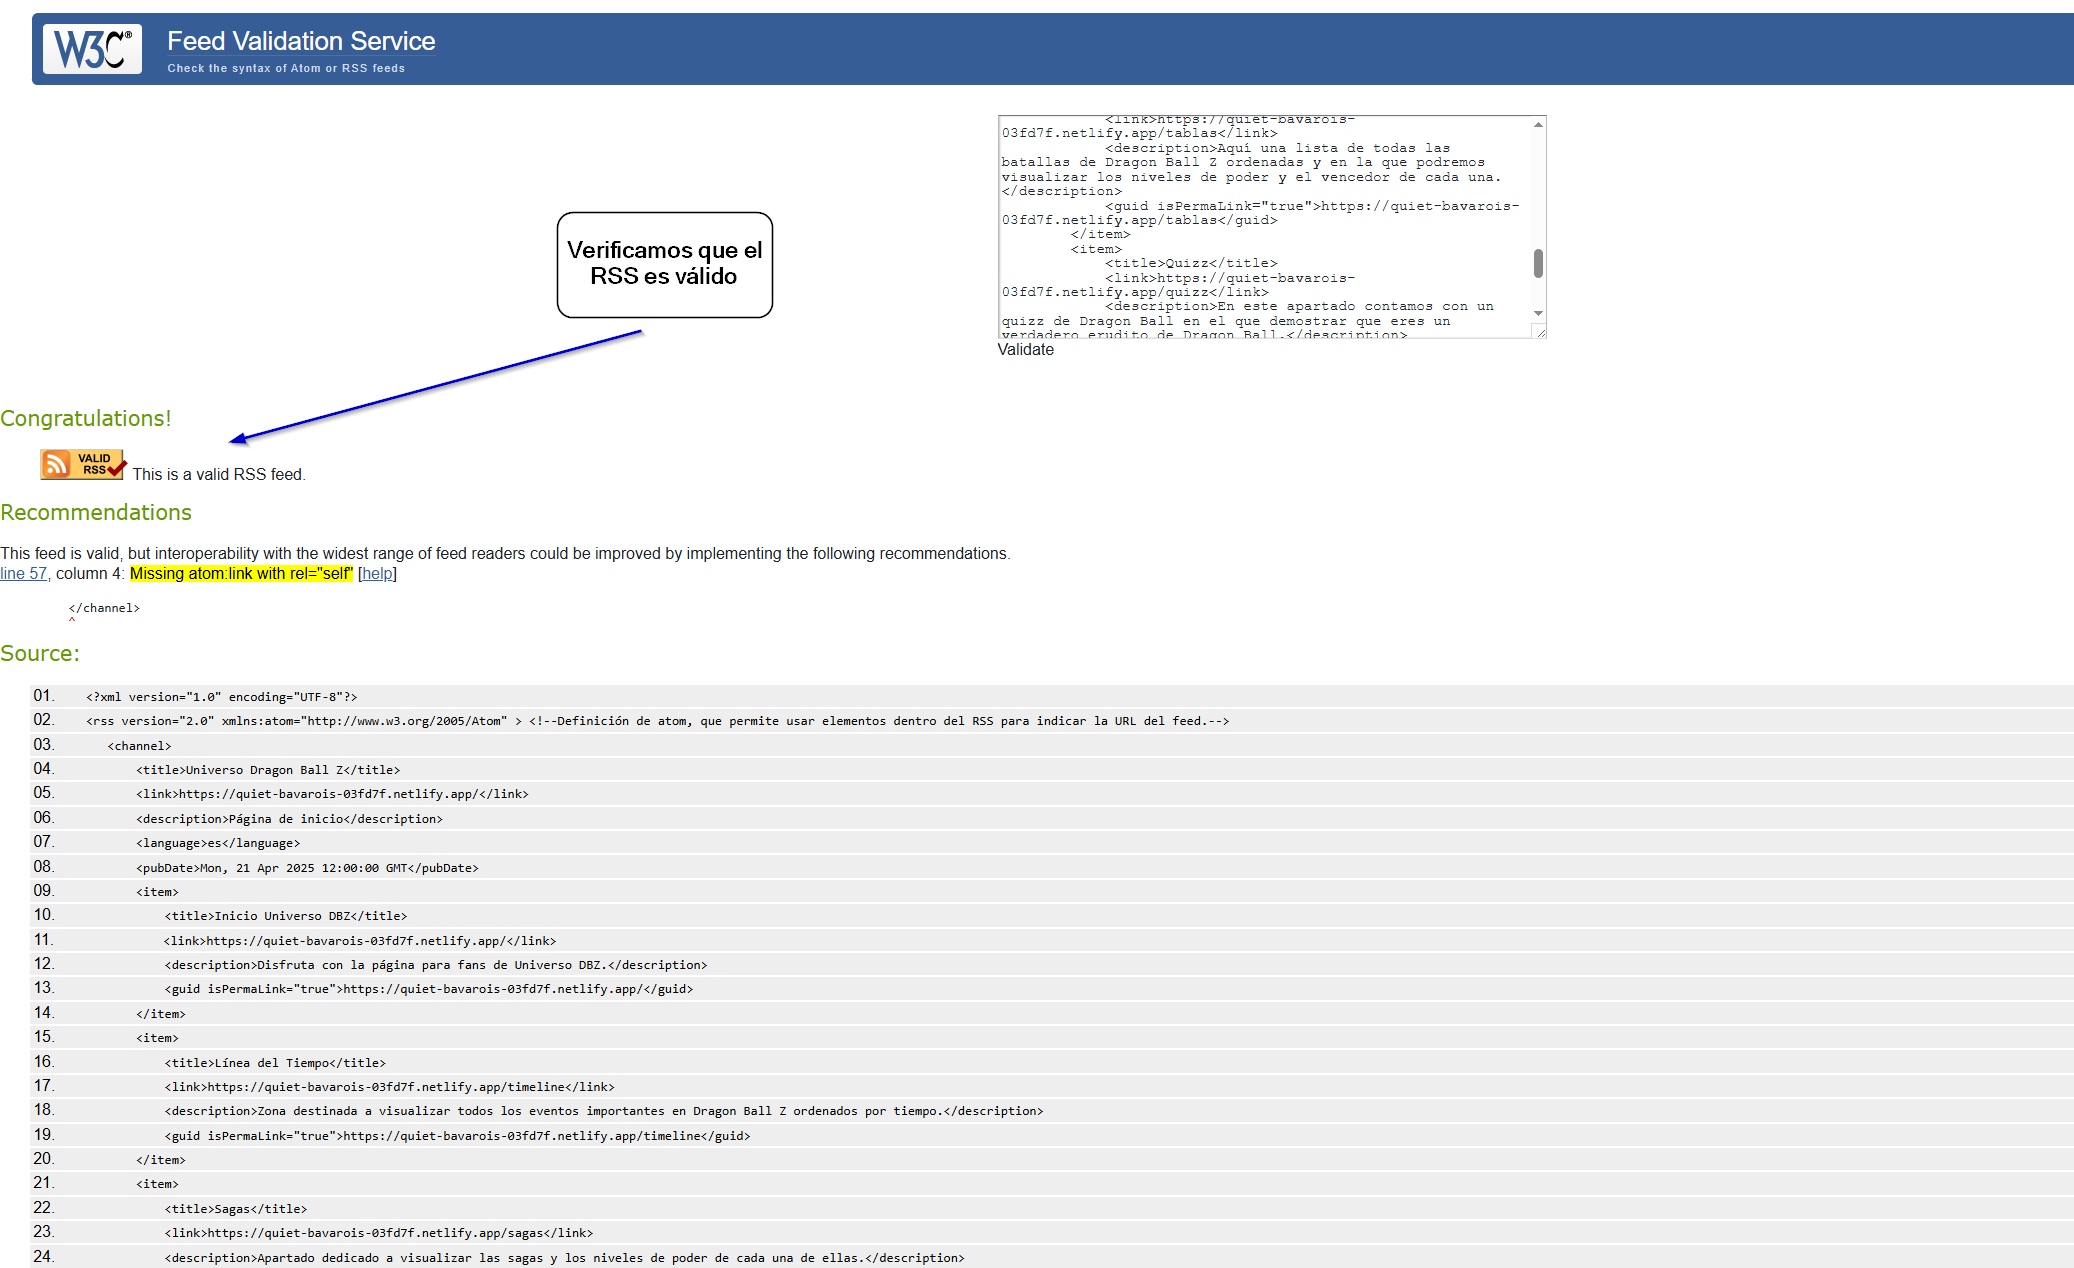 W3C®
Feed Validation Service
Check the syntax of Atom or RSS feeds
<link>https://quiet-bavarois-
03fd7f.netlify.app/tablas</link>
<description>Aquí una lista de todas las
batallas de Dragon Ball Z ordenadas y en la que podremos
visualizar los niveles de poder y el vencedor de cada una.
</description>
<guid isPermaLink="true">https://quiet-bavarois-
03fd7f.netlify.app/tablas</guid>
</item>
<item>
<title>Quizz</title>
<link>https://quiet-bavarois-
03fd7f.netlify.app/quizz</link>
<description>En este apartado contamos con un
quizz de Dragon Ball en el que demostrar que eres un
verdadero erudito de Dragon Ball.</description>
Validate
Verificamos que el
RSS es válido
Congratulations!
VALID
RSS
This is a valid RSS feed.
Recommendations
This feed is valid, but interoperability with the widest range of feed readers could be improved by implementing the following recommendations.
line 57, column 4: Missing atom:link with rel="self" [help]
</channel>
^
Source:
01. <?xml version="1.0" encoding="UTF-8"?>
02. <rss version="2.0" xmlns:atom="http://www.w3.org/2005/Atom" > <!--Definición de atom, que permite usar elementos dentro del RSS para indicar la URL del feed.-->
03. <channel>
04. <title>Universo Dragon Ball Z</title>
05. <link>https://quiet-bavarois-03fd7f.netlify.app/</link>
06. <description>Página de inicio</description>
07. <language>es</language>
08. <pubDate>Mon, 21 Apr 2025 12:00:00 GMT</pubDate>
09. <item>
10. <title>Inicio Universo DBZ</title>
11. <link>https://quiet-bavarois-03fd7f.netlify.app/</link>
12. <description>Disfruta con la página para fans de Universo DBZ.</description>
13. <guid isPermaLink="true">https://quiet-bavarois-03fd7f.netlify.app/</guid>
14. </item>
15. <item>
16. <title>Línea del Tiempo</title>
17. <link>https://quiet-bavarois-03fd7f.netlify.app/timeline</link>
18. <description>Zona destinada a visualizar todos los eventos importantes en Dragon Ball Z ordenados por tiempo.</description>
19. <guid isPermaLink="true">https://quiet-bavarois-03fd7f.netlify.app/timeline</guid>
20. </item>
21. <item>
22. <title>Sagas</title>
23. <link>https://quiet-bavarois-03fd7f.netlify.app/sagas</link>
24. <description>Apartado dedicado a visualizar las sagas y los niveles de poder de cada una de ellas.</description>